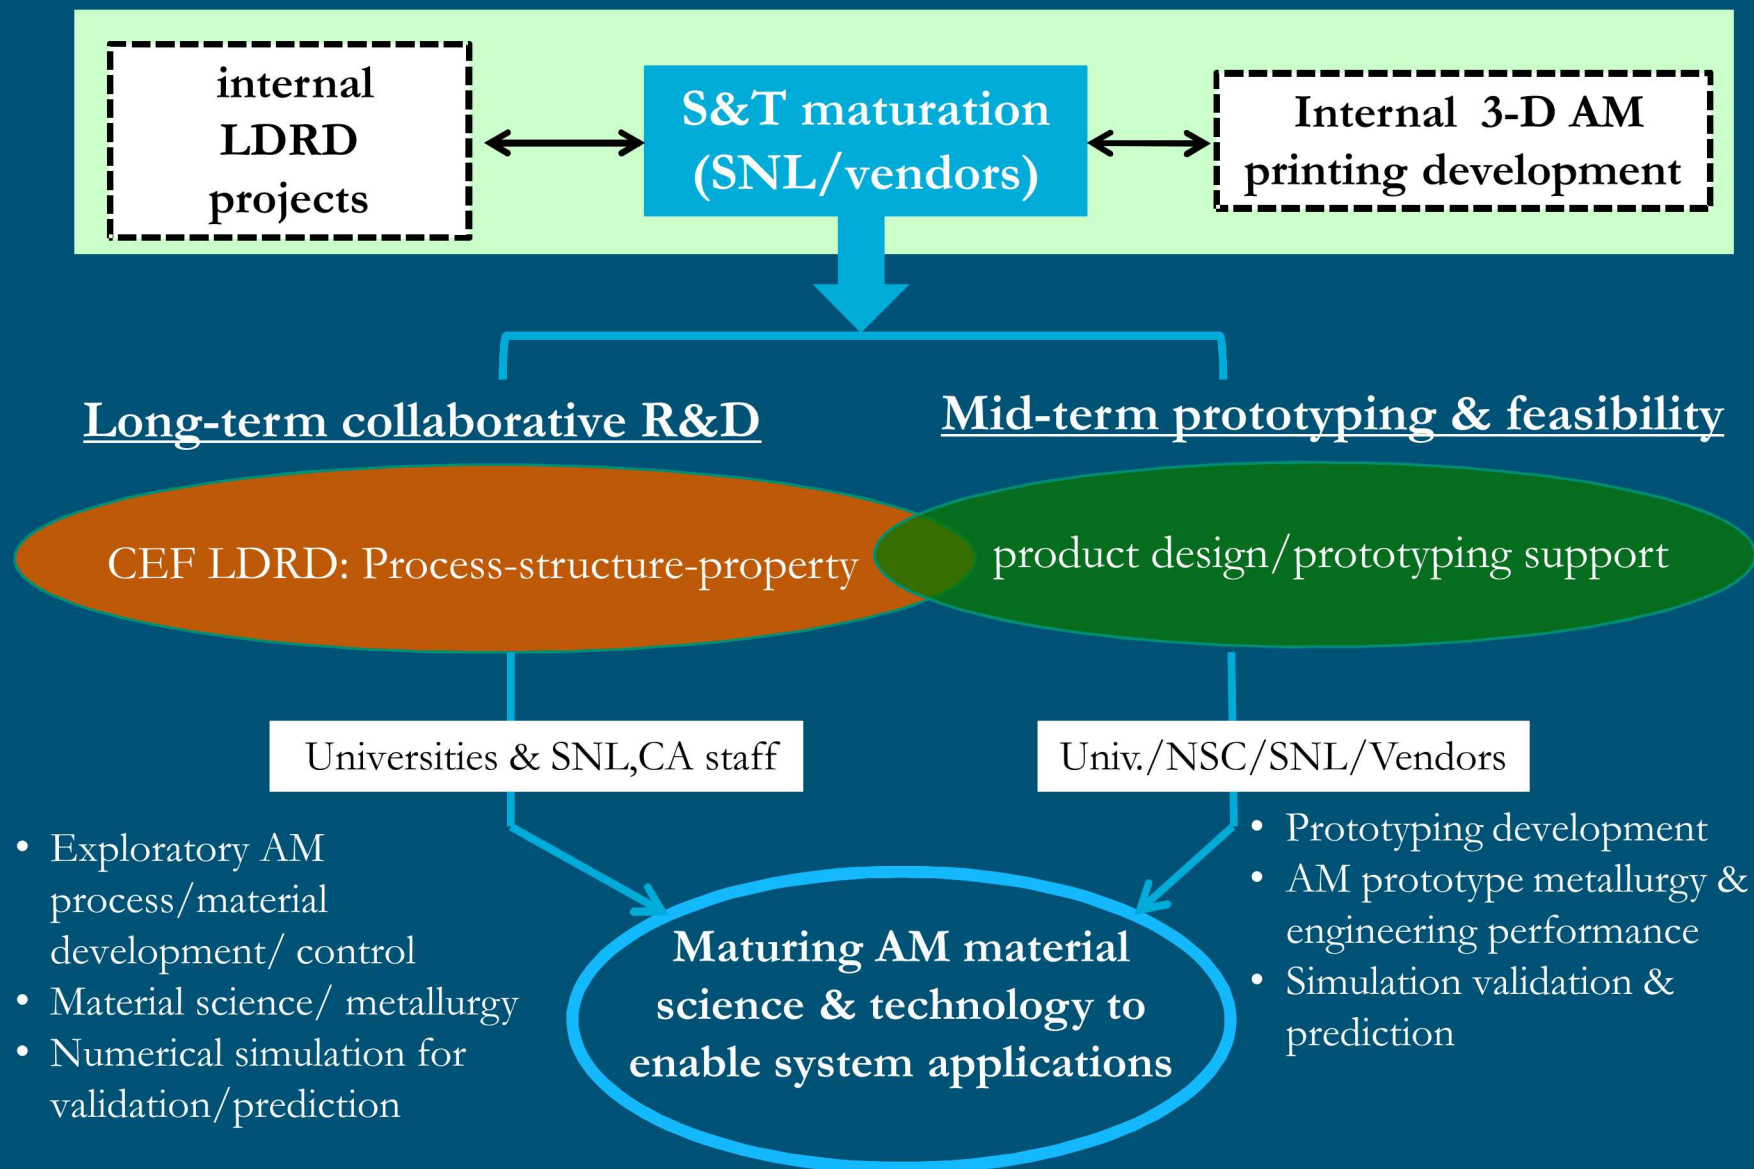 internal
LDRD
projects
S&T maturation
(SNL/vendors)
Internal 3-D AM
printing development
Long-term collaborative R&D
Mid-term prototyping & feasibility
CEF LDRD: Process-structure-property
product design/prototyping support
Universities & SNL,CA staff
Univ./NSC/SNL/Vendors
• Exploratory AM
process/material
development/ control
• Material science/ metallurgy
• Numerical simulation for
validation/prediction
• Prototyping development
• AM prototype metallurgy &
engineering performance
• Simulation validation &
prediction
Maturing AM material
science & technology to
enable system applications